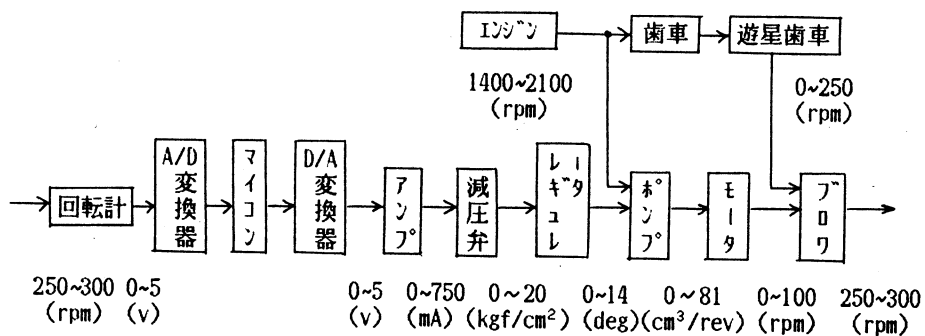 エンジン
歯車
遊星歯車
1400~2100
(rpm)
0~250
(rpm)
回転計
A/D
変換器
マイコン
D/A
変換器
アンプ
減圧弁
レギュレータ
ポンプ
モータ
ブロワ
250~300
(rpm)
0~5
(v)
0~5
(v)
0~750
(mA)
0~20
(kgf/cm²)
0~14
(deg)
0~81
(cm³/rev)
0~100
(rpm)
250~300
(rpm)